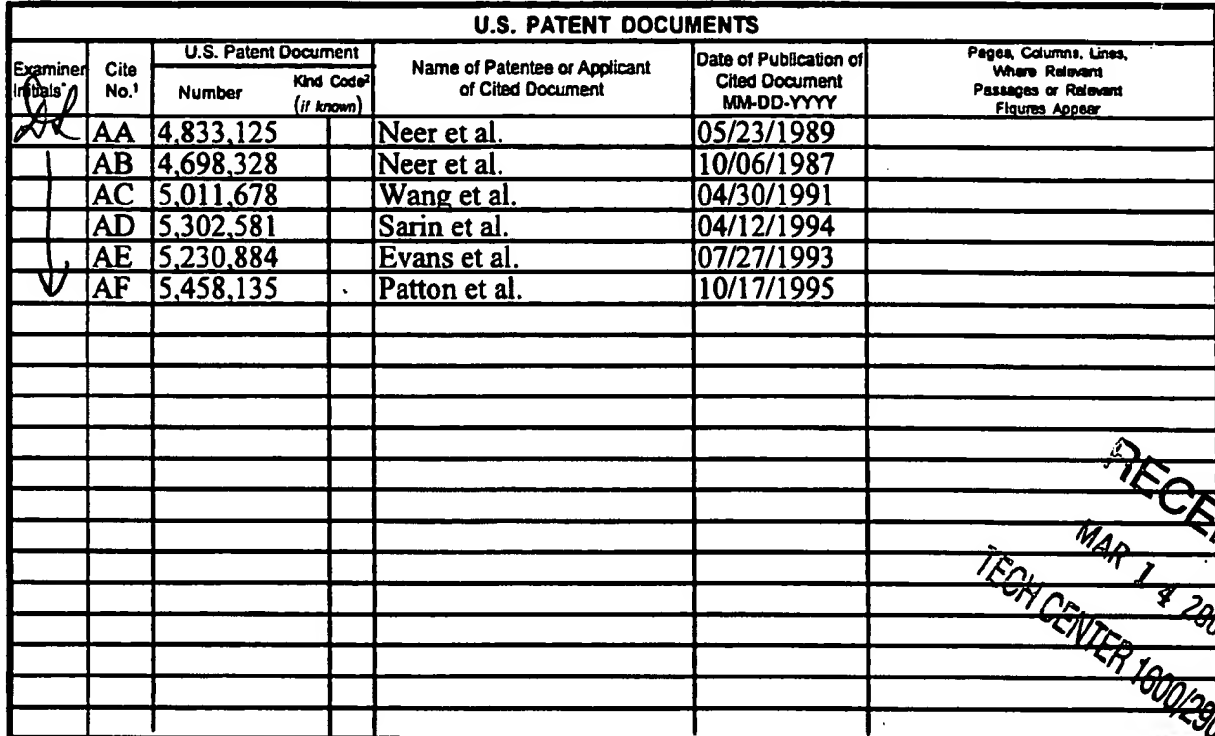 U.S. PATENT DOCUMENTS
Examiner Initials* Cite No.¹ U.S. Patent Document Number Kind Code² (if known) Name of Patentee or Applicant of Cited Document Date of Publication of Cited Document MM-DD-YYYY Pages, Columns, Lines, Where Relevant Passages or Relevant Figures Appear
AA 4,833,125 Neer et al. 05/23/1989
AB 4,698,328 Neer et al. 10/06/1987
AC 5,011,678 Wang et al. 04/30/1991
AD 5,302,581 Sarin et al. 04/12/1994
AE 5,230,884 Evans et al. 07/27/1993
AF 5,458,135 Patton et al. 10/17/1995
MAR 14
TECH CENTER 1600/290